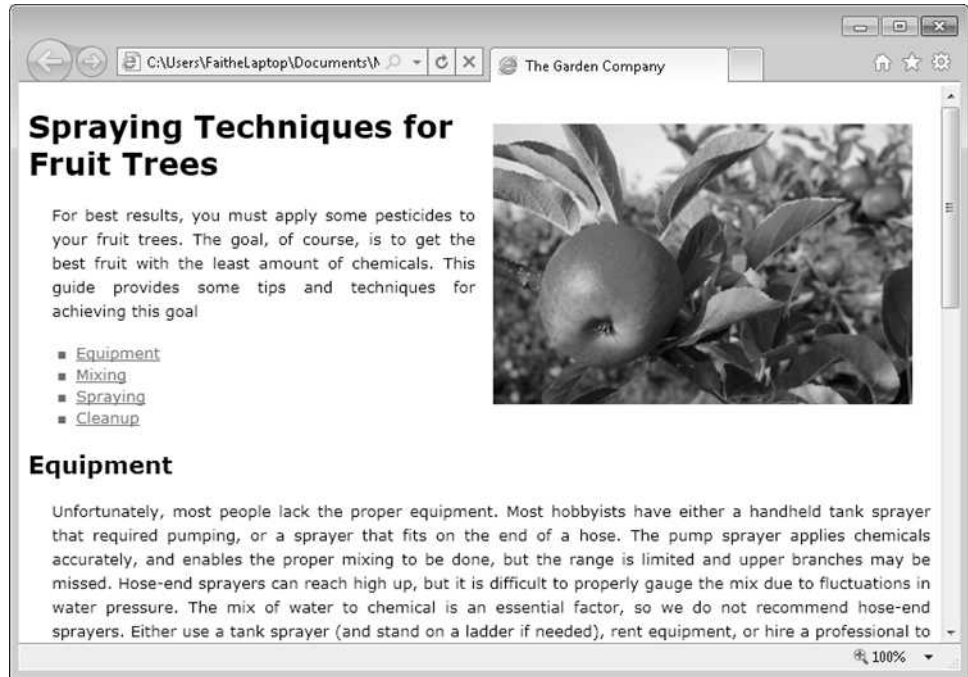 C:\Users\FaitheLaptop\Documents\
The Garden Company
Spraying Techniques for
Fruit Trees
For best results, you must apply some pesticides to
your fruit trees. The goal, of course, is to get the
best fruit with the least amount of chemicals. This
guide provides some tips and techniques for
achieving this goal
Equipment
Mixing
Spraying
Cleanup
Equipment
Unfortunately, most people lack the proper equipment. Most hobbyists have either a handheld tank sprayer
that required pumping, or a sprayer that fits on the end of a hose. The pump sprayer applies chemicals
accurately, and enables the proper mixing to be done, but the range is limited and upper branches may be
missed. Hose-end sprayers can reach high up, but it is difficult to properly gauge the mix due to fluctuations in
water pressure. The mix of water to chemical is an essential factor, so we do not recommend hose-end
sprayers. Either use a tank sprayer (and stand on a ladder if needed), rent equipment, or hire a professional to
100%